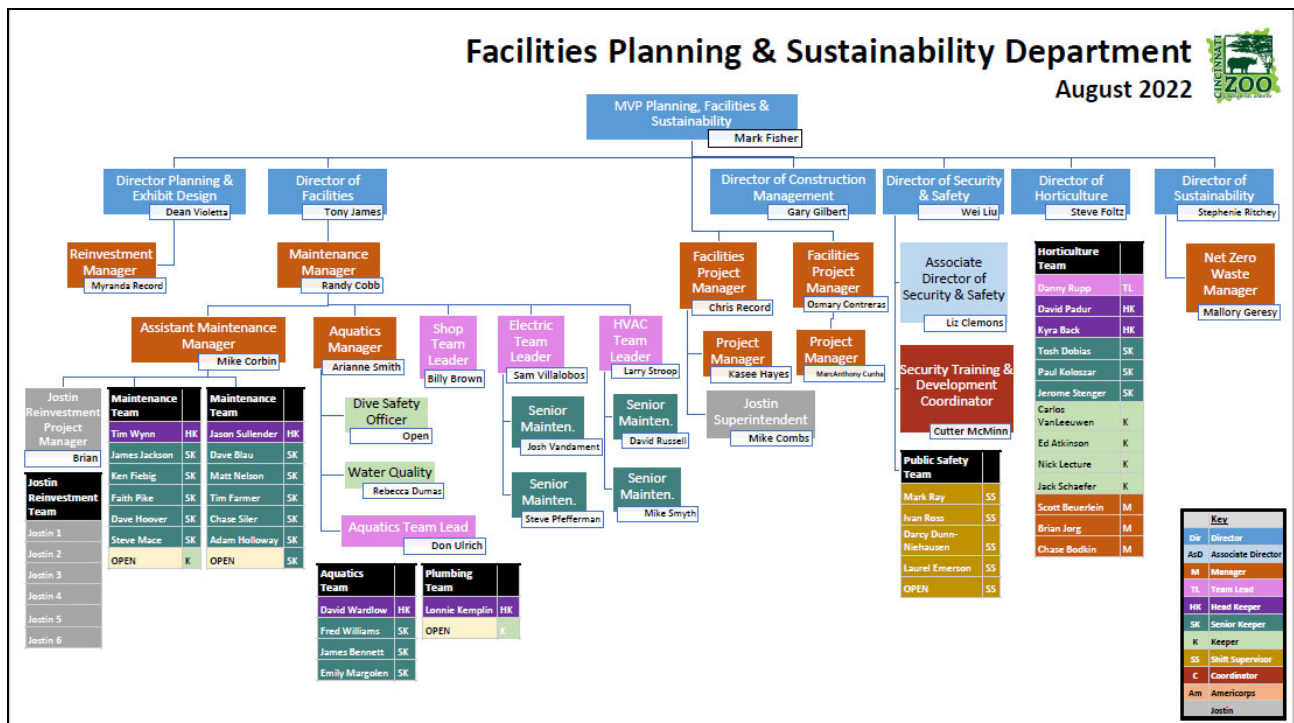 Facilities Planning & Sustainability Department
August 2022
CINCINNATI
ZOO
MVP Planning, Facilities &
Sustainability
Mark Fisher
Director Planning &
Exhibit Design
Dean Violetta
Director of
Facilities
Tony James
Director of Construction
Management
Gary Gilbert
Director of Security
& Safety
Wei Liu
Director of
Horticulture
Steve Foltz
Director of
Sustainability
Stephenie Ritchey
Reinvestment
Manager
Myranda Record
Maintenance
Manager
Randy Cobb
Facilities
Project
Manager
Chris Record
Facilities
Project
Manager
Osmary Contreras
Associate
Director of
Security & Safety
Liz Clemons
Net Zero
Waste
Manager
Mallory Geresy
Assistant Maintenance
Manager
Mike Corbin
Aquatics
Manager
Arianne Smith
Shop
Team
Leader
Billy Brown
Electric
Team
Leader
Sam Villalobos
HVAC
Team
Leader
Larry Stroop
Project
Manager
Kasee Hayes
Project
Manager
MarcAnthony Cunha
Security Training &
Development
Coordinator
Cutter McMinn
Jostin
Reinvestment
Project
Manager
Brian
Jostin
Reinvestment
Team
Jostin 1
Jostin 2
Jostin 3
Jostin 4
Jostin 5
Jostin 6
Maintenance
Team
Tim Wynn HK
James Jackson SK
Ken Fiebig SK
Faith Pike SK
Dave Hoover SK
Steve Mace SK
OPEN K
Maintenance
Team
Jason Sullender HK
Dave Blau SK
Matt Nelson SK
Tim Farmer SK
Chase Siler SK
Adam Holloway SK
OPEN SK
Dive Safety
Officer
Open
Water Quality
Rebecca Dumas
Aquatics Team Lead
Don Ulrich
Aquatics
Team
David Wardlow HK
Fred Williams SK
James Bennett SK
Emily Margolen SK
Plumbing
Team
Lonnie Kemplin HK
OPEN K
Senior
Mainten.
Josh Vandament
Senior
Mainten.
Steve Pfefferman
Senior
Mainten.
David Russell
Senior
Mainten.
Mike Smyth
Jostin
Superintendent
Mike Combs
Public Safety
Team
Mark Ray SS
Ivan Ross SS
Darcy Dunn-
Niehausen SS
Laurel Emerson SS
OPEN SS
Horticulture
Team
Danny Rupp TL
David Padur HK
Kyra Back HK
Tosh Dobias SK
Paul Koloszar SK
Jerome Stenger SK
Carlos
VanLeeuwen K
Ed Atkinson K
Nick Lecture K
Jack Schaefer K
Scott Beuerlein M
Brian Jorg M
Chase Bodkin M
Key
Dir Director
AsD Associate Director
M Manager
TL Team Lead
HK Head Keeper
SK Senior Keeper
K Keeper
SS Shift Supervisor
C Coordinator
Am Americorps
Jostin